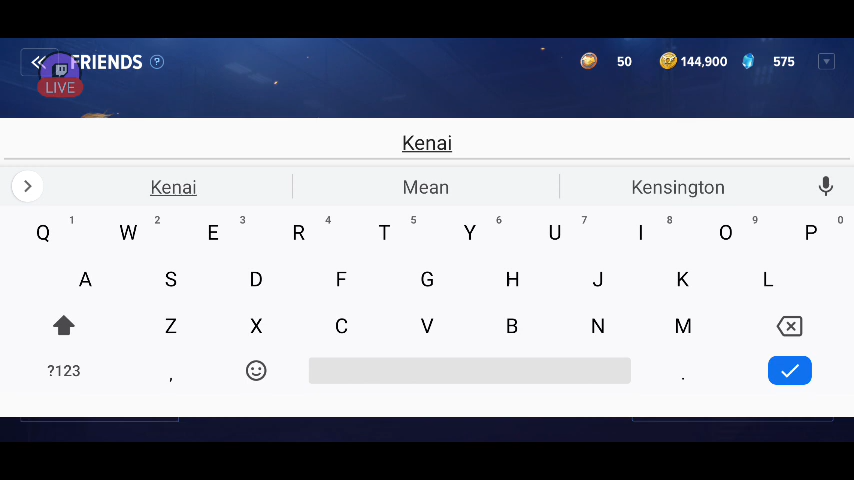 FRIENDS ?
50 144,900 575
LIVE
Kenai
Kenai Mean Kensington
Q 1 W 2 E 3 R 4 T 5 Y 6 U 7 I 8 O 9 P 0
A S D F G H J K L
Z X C V B N M
?123 , .